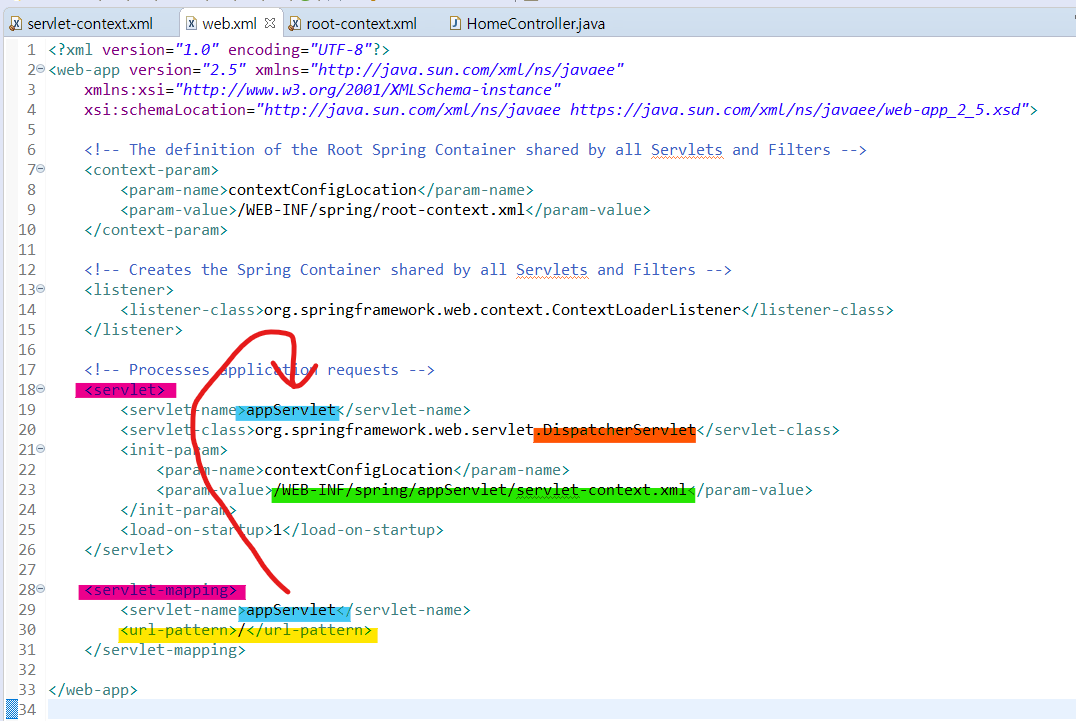 servlet-context.xml web.xml root-context.xml HomeController.java
1 <?xml version="1.0" encoding="UTF-8"?>
2 <web-app version="2.5" xmlns="http://java.sun.com/xml/ns/javaee"
3 xmlns:xsi="http://www.w3.org/2001/XMLSchema-instance"
4 xsi:schemaLocation="http://java.sun.com/xml/ns/javaee https://java.sun.com/xml/ns/javaee/web-app_2_5.xsd">
5
6 <!-- The definition of the Root Spring Container shared by all Servlets and Filters -->
7 <context-param>
8 <param-name>contextConfigLocation</param-name>
9 <param-value>/WEB-INF/spring/root-context.xml</param-value>
10 </context-param>
11
12 <!-- Creates the Spring Container shared by all Servlets and Filters -->
13 <listener>
14 <listener-class>org.springframework.web.context.ContextLoaderListener</listener-class>
15 </listener>
16
17 <!-- Processes application requests -->
18 <servlet>
19 <servlet-name>appServlet</servlet-name>
20 <servlet-class>org.springframework.web.servlet.DispatcherServlet</servlet-class>
21 <init-param>
22 <param-name>contextConfigLocation</param-name>
23 <param-value>/WEB-INF/spring/appServlet/servlet-context.xml</param-value>
24 </init-param>
25 <load-on-startup>1</load-on-startup>
26 </servlet>
27
28 <servlet-mapping>
29 <servlet-name>appServlet</servlet-name>
30 <url-pattern>/</url-pattern>
31 </servlet-mapping>
32
33 </web-app>
34